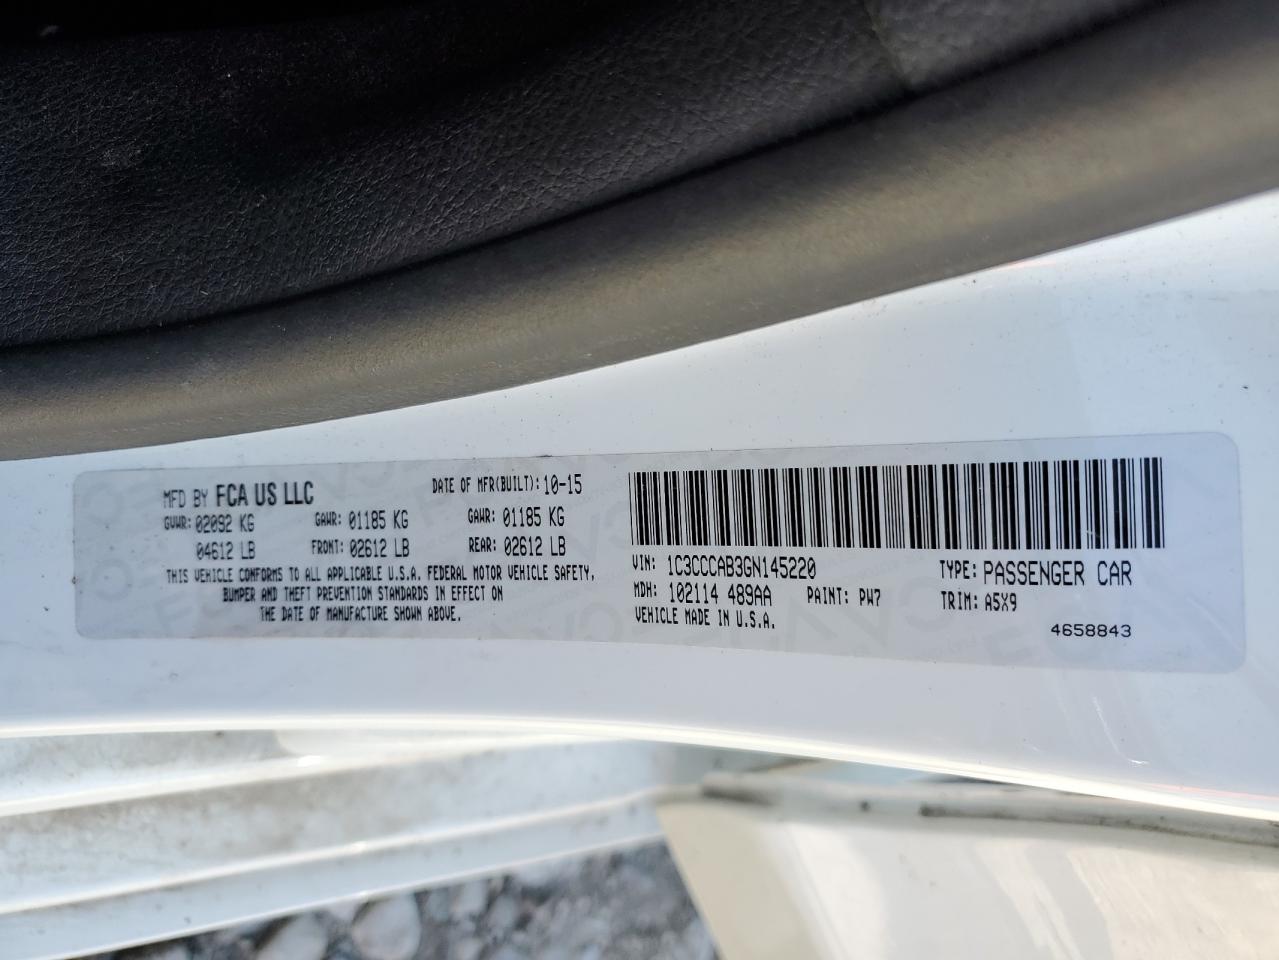 MFD BY FCA US LLC DATE OF MFR(BUILT): 10-15
GVWR: 02092 KG GAWR: 01185 KG GAWR: 01185 KG
04612 LB FRONT: 02612 LB REAR: 02612 LB
THIS VEHICLE CONFORMS TO ALL APPLICABLE U.S.A. FEDERAL MOTOR VEHICLE SAFETY,
BUMPER AND THEFT PREVENTION STANDARDS IN EFFECT ON
THE DATE OF MANUFACTURE SHOWN ABOVE.
VIN: 1C3CCCAB3GN145220 TYPE: PASSENGER CAR
MDH: 102114 489AA PAINT: PW7 TRIM: A5X9
VEHICLE MADE IN U.S.A.
4658843